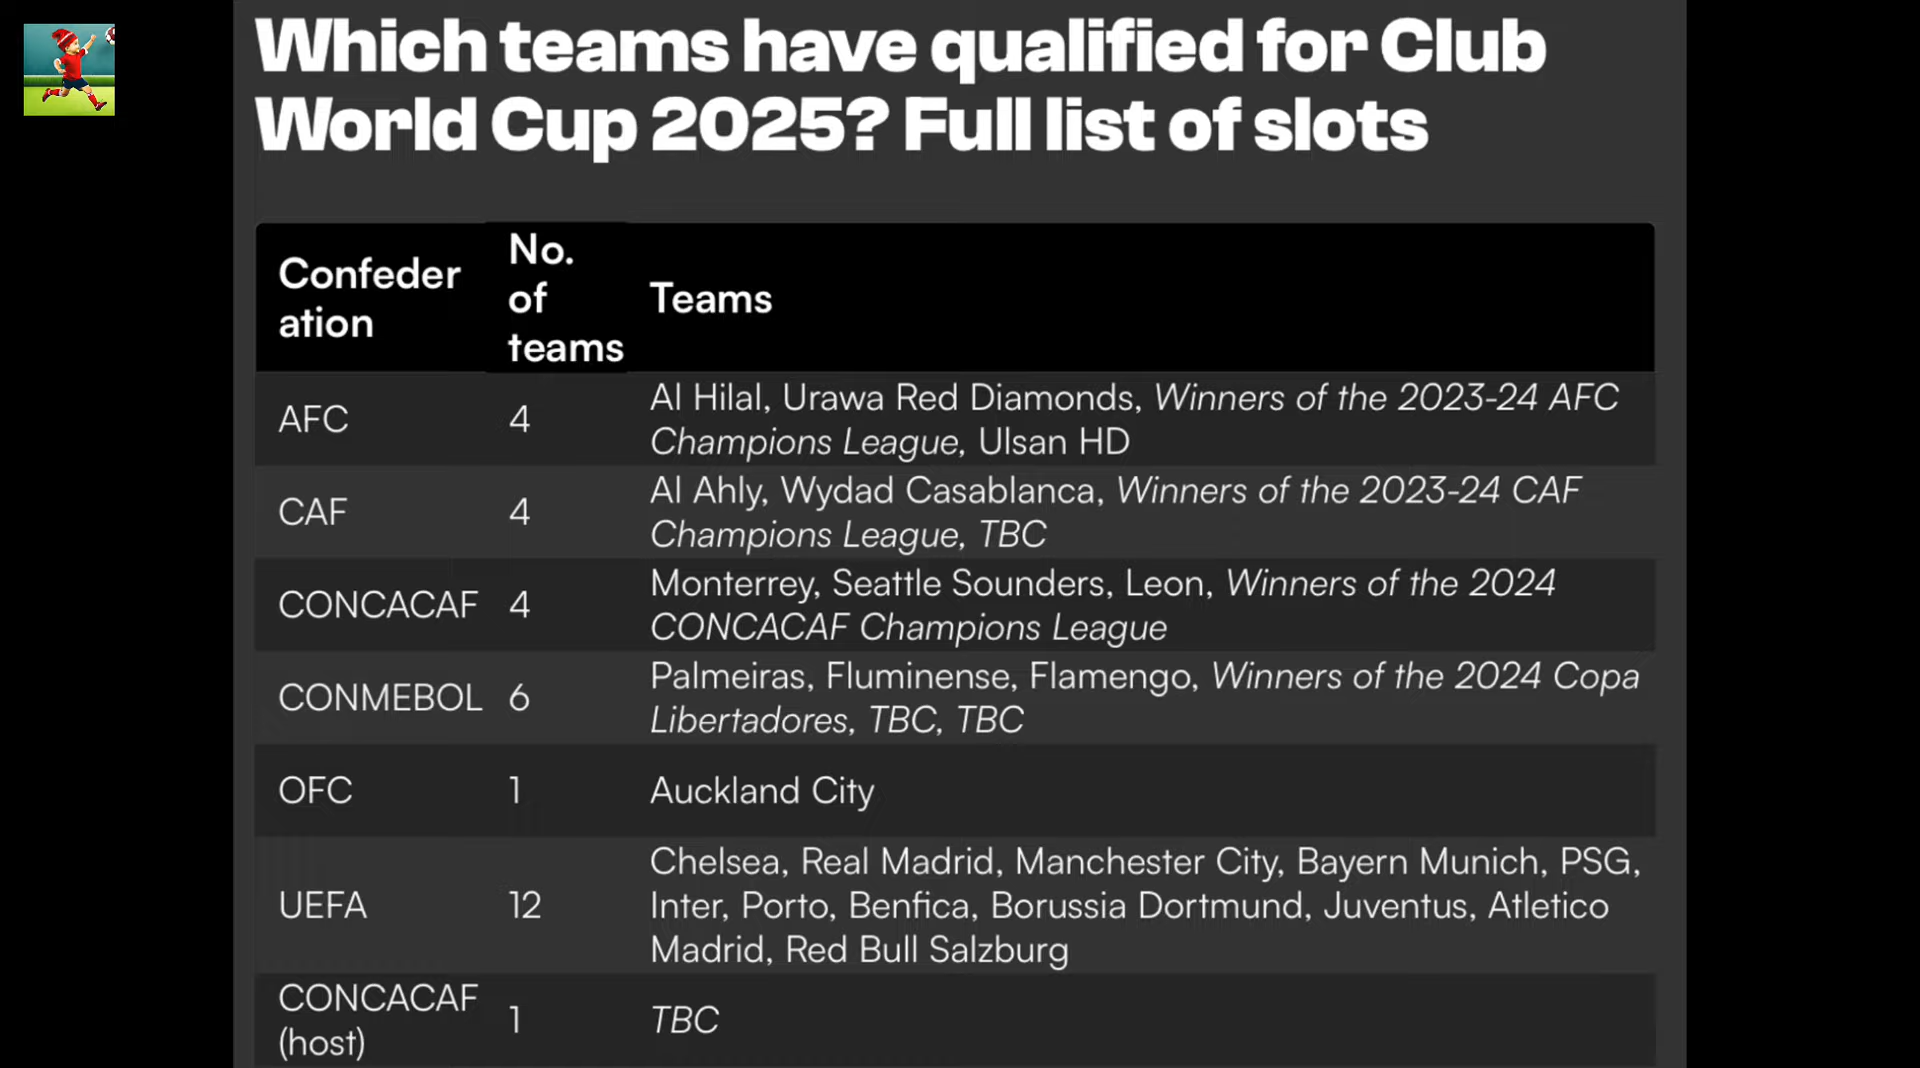 Which teams have qualified for Club
World Cup 2025? Full list of slots
Confeder
ation
No.
of
teams
Teams
AFC
4
Al Hilal, Urawa Red Diamonds, Winners of the 2023-24 AFC
Champions League, Ulsan HD
CAF
4
Al Ahly, Wydad Casablanca, Winners of the 2023-24 CAF
Champions League, TBC
CONCACAF
4
Monterrey, Seattle Sounders, Leon, Winners of the 2024
CONCACAF Champions League
CONMEBOL
6
Palmeiras, Fluminense, Flamengo, Winners of the 2024 Copa
Libertadores, TBC, TBC
OFC
1
Auckland City
UEFA
12
Chelsea, Real Madrid, Manchester City, Bayern Munich, PSG,
Inter, Porto, Benfica, Borussia Dortmund, Juventus, Atletico
Madrid, Red Bull Salzburg
CONCACAF
(host)
1
TBC